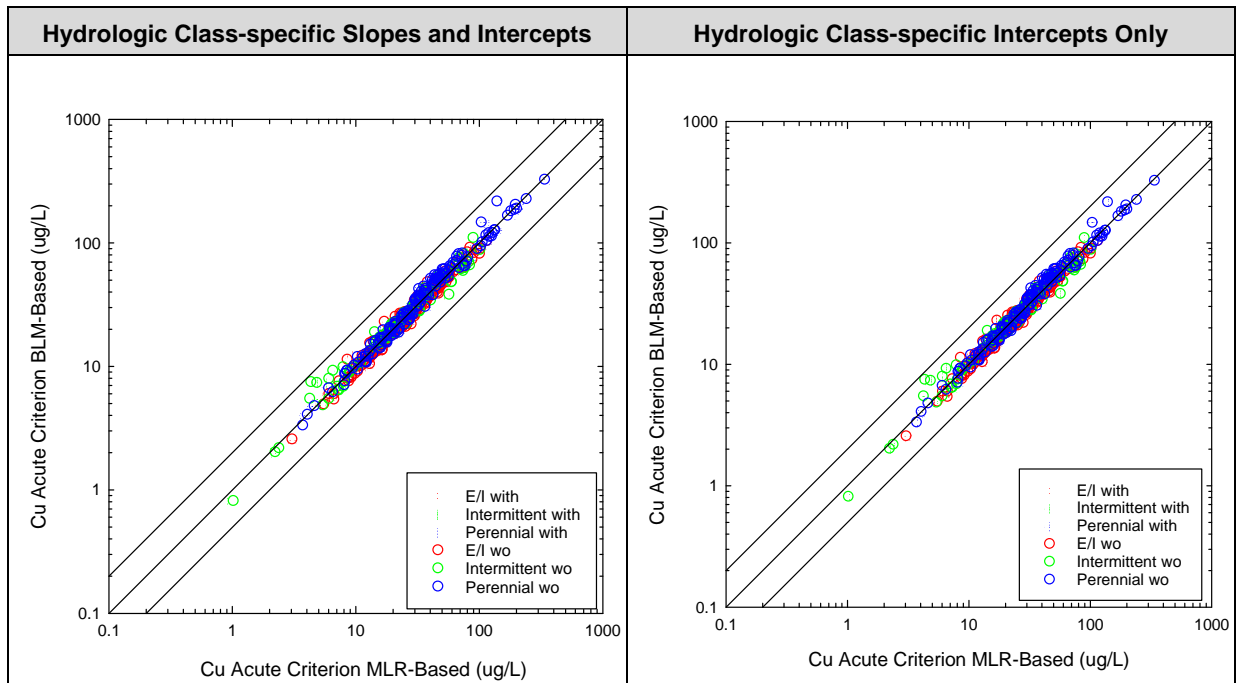 Hydrologic Class-specific Slopes and Intercepts
Cu Acute Criterion BLM-Based (ug/L)
1000
100
10
1
0.1
E/I with
Intermittent with
Perennial with
E/I wo
Intermittent wo
Perennial wo
0.1 1 10 100 1000
Cu Acute Criterion MLR-Based (ug/L)
Hydrologic Class-specific Intercepts Only
Cu Acute Criterion BLM-Based (ug/L)
1000
100
10
1
0.1
E/I with
Intermittent with
Perennial with
E/I wo
Intermittent wo
Perennial wo
0.1 1 10 100 1000
Cu Acute Criterion MLR-Based (ug/L)